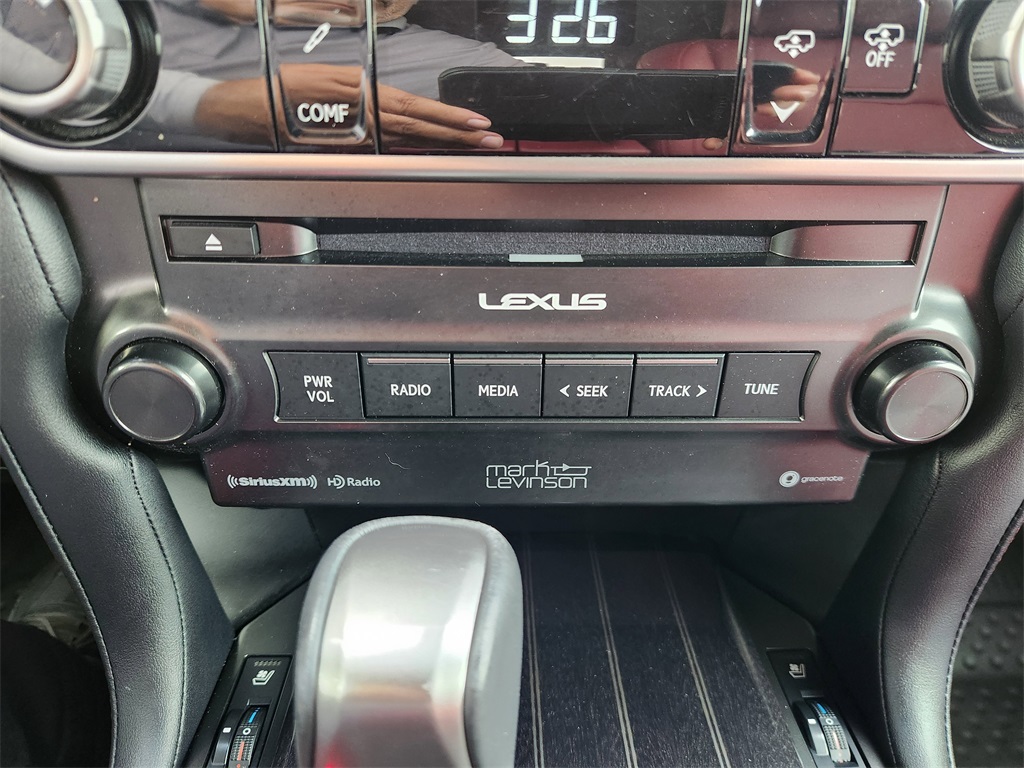 3:26
COMF
OFF
LEXUS
PWR
VOL
RADIO
MEDIA
< SEEK
TRACK >
TUNE
((SiriusXM))
HD Radio
mark
Levinson
gracenote